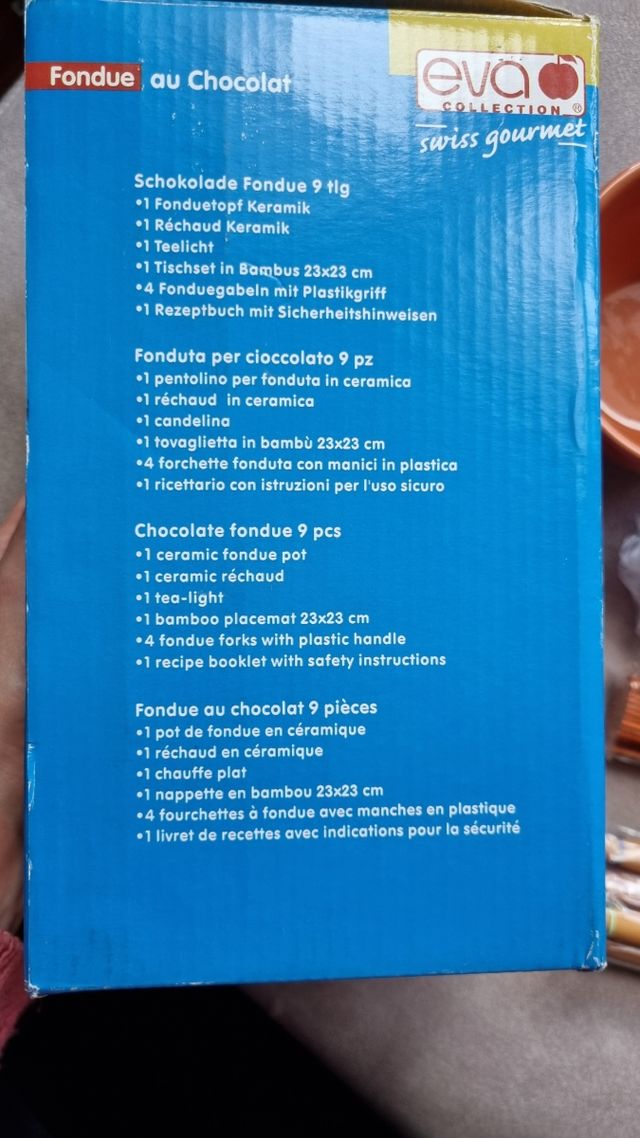 Fondue au Chocolat
eva
COLLECTION ®
swiss gourmet
Schokolade Fondue 9 tlg
•1 Fonduetopf Keramik
•1 Réchaud Keramik
•1 Teelicht
•1 Tischset in Bambus 23x23 cm
•4 Fonduegabeln mit Plastikgriff
•1 Rezeptbuch mit Sicherheitshinweisen
Fonduta per cioccolato 9 pz
•1 pentolino per fonduta in ceramica
•1 réchaud in ceramica
•1 candelina
•1 tovaglietta in bambù 23x23 cm
•4 forchette fonduta con manici in plastica
•1 ricettario con istruzioni per l'uso sicuro
Chocolate fondue 9 pcs
•1 ceramic fondue pot
•1 ceramic réchaud
•1 tea-light
•1 bamboo placemat 23x23 cm
•4 fondue forks with plastic handle
•1 recipe booklet with safety instructions
Fondue au chocolat 9 pièces
•1 pot de fondue en céramique
•1 réchaud en céramique
•1 chauffe plat
•1 nappette en bambou 23x23 cm
•4 fourchettes à fondue avec manches en plastique
•1 livret de recettes avec indications pour la sécurité